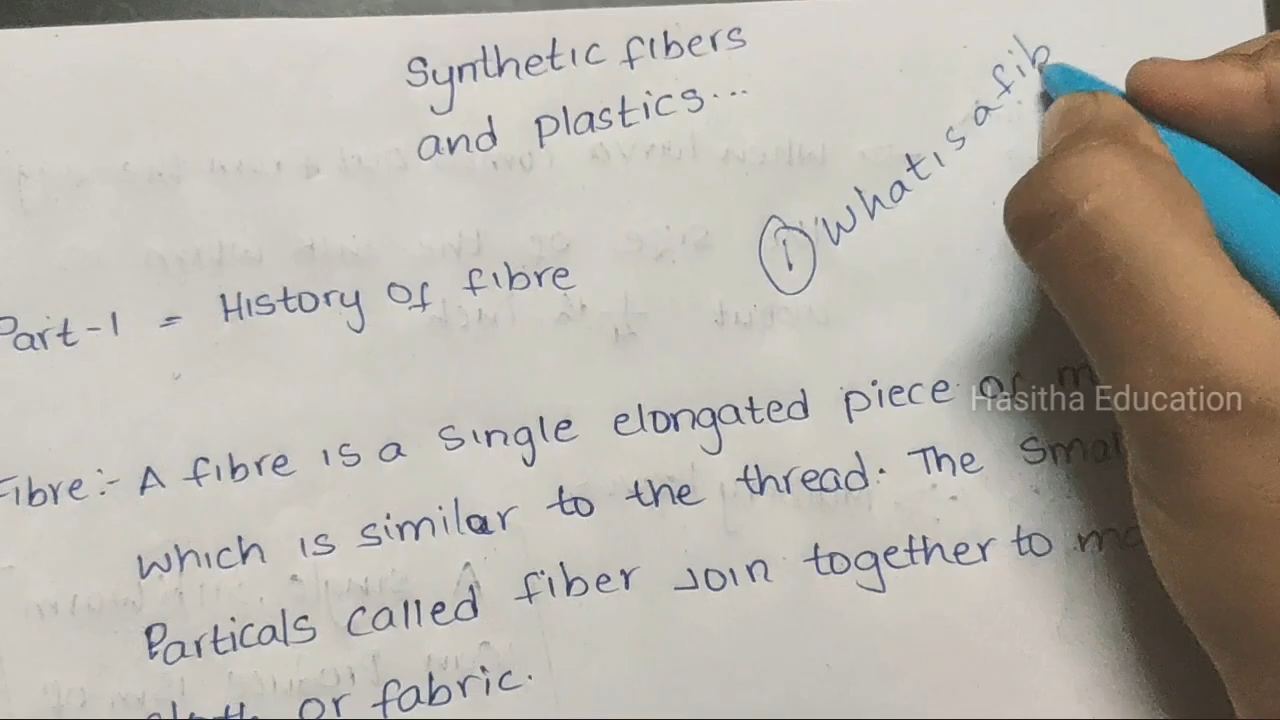 Synthetic fibers
and plastics...
① What is a fib
Part-1 = History of fibre
Fibre:- A fibre is a single elongated piece of
Hasitha Education
which is similar to the thread. The Small
Particals called fiber Join together to
or fabric.